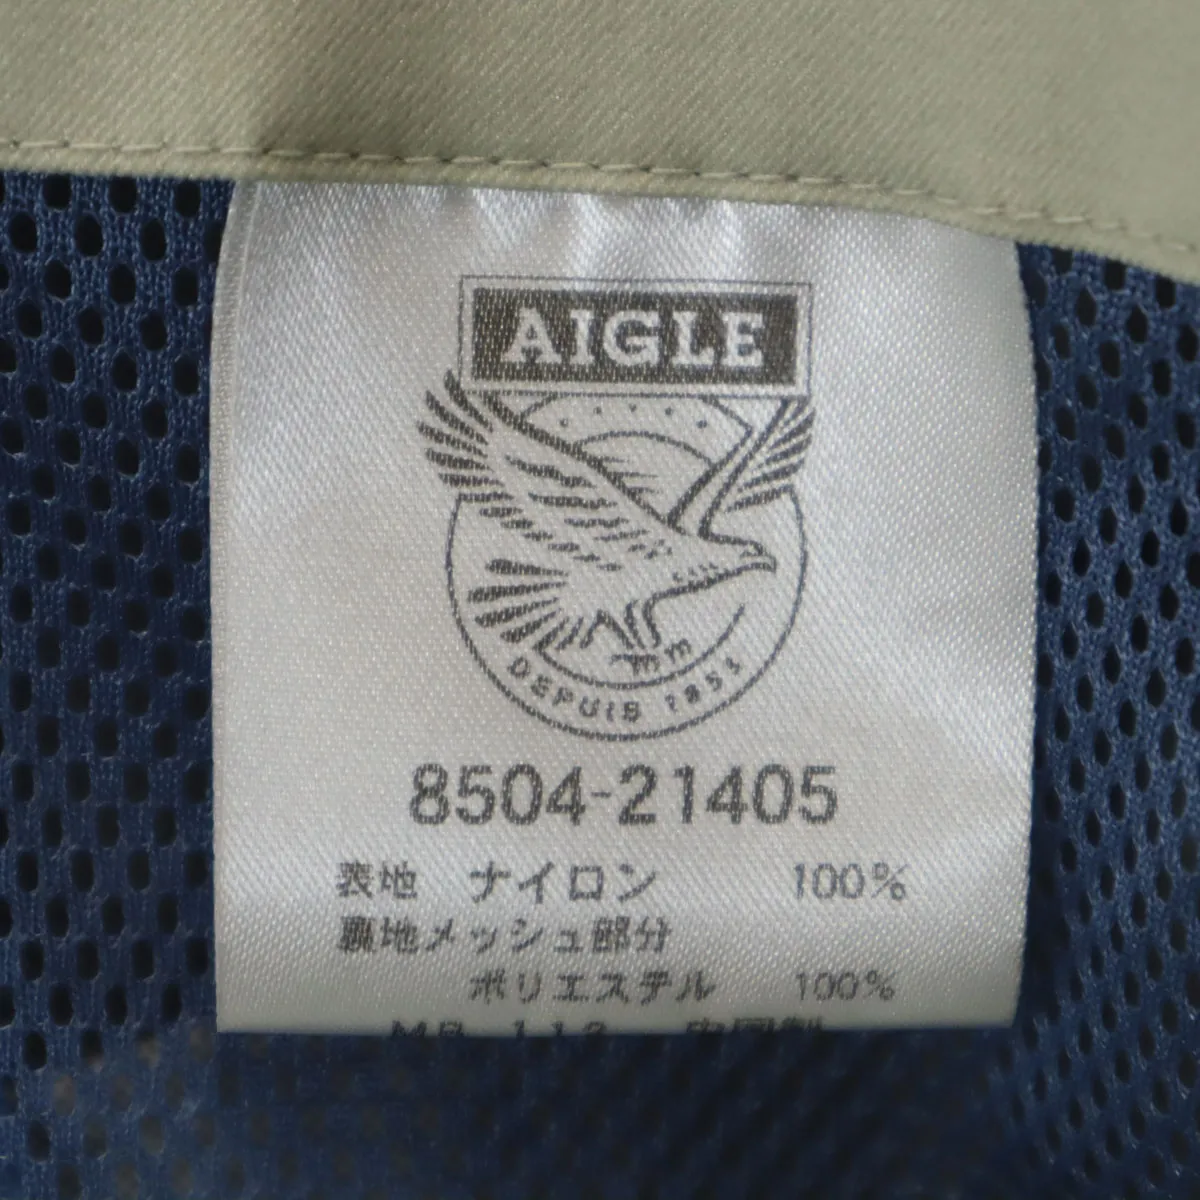 AIGLE
DEPUIS 1853
8504-21405
表地 ナイロン 100%
裏地メッシュ部分
ポリエステル 100%